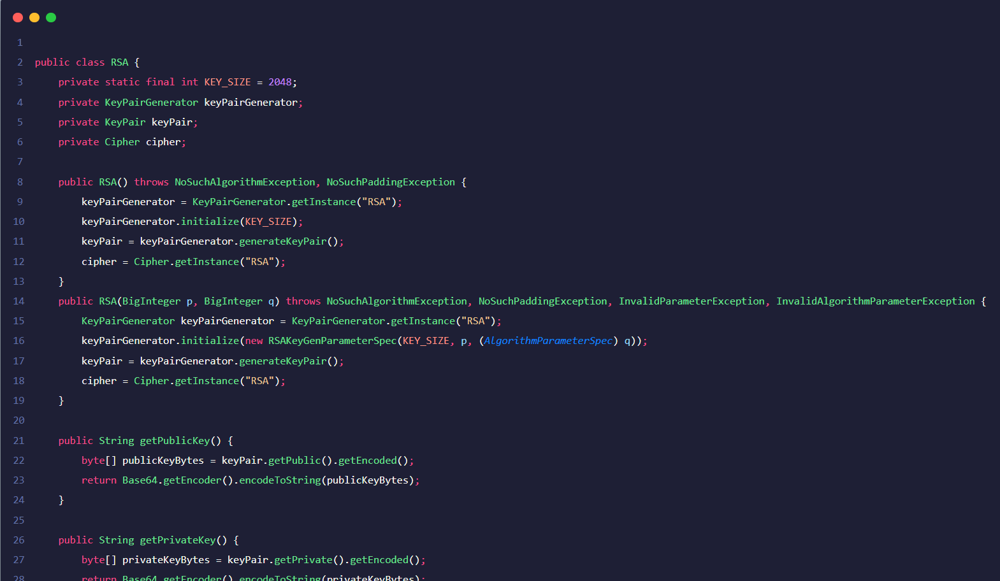 1
2 public class RSA {
3 private static final int KEY_SIZE = 2048;
4 private KeyPairGenerator keyPairGenerator;
5 private KeyPair keyPair;
6 private Cipher cipher;
7
8 public RSA() throws NoSuchAlgorithmException, NoSuchPaddingException {
9 keyPairGenerator = KeyPairGenerator.getInstance("RSA");
10 keyPairGenerator.initialize(KEY_SIZE);
11 keyPair = keyPairGenerator.generateKeyPair();
12 cipher = Cipher.getInstance("RSA");
13 }
14 public RSA(BigInteger p, BigInteger q) throws NoSuchAlgorithmException, NoSuchPaddingException, InvalidParameterException, InvalidAlgorithmParameterException {
15 KeyPairGenerator keyPairGenerator = KeyPairGenerator.getInstance("RSA");
16 keyPairGenerator.initialize(new RSAKeyGenParameterSpec(KEY_SIZE, p, (AlgorithmParameterSpec) q));
17 keyPair = keyPairGenerator.generateKeyPair();
18 cipher = Cipher.getInstance("RSA");
19 }
20
21 public String getPublicKey() {
22 byte[] publicKeyBytes = keyPair.getPublic().getEncoded();
23 return Base64.getEncoder().encodeToString(publicKeyBytes);
24 }
25
26 public String getPrivateKey() {
27 byte[] privateKeyBytes = keyPair.getPrivate().getEncoded();
28 return Base64.getEncoder().encodeToString(privateKeyBytes);